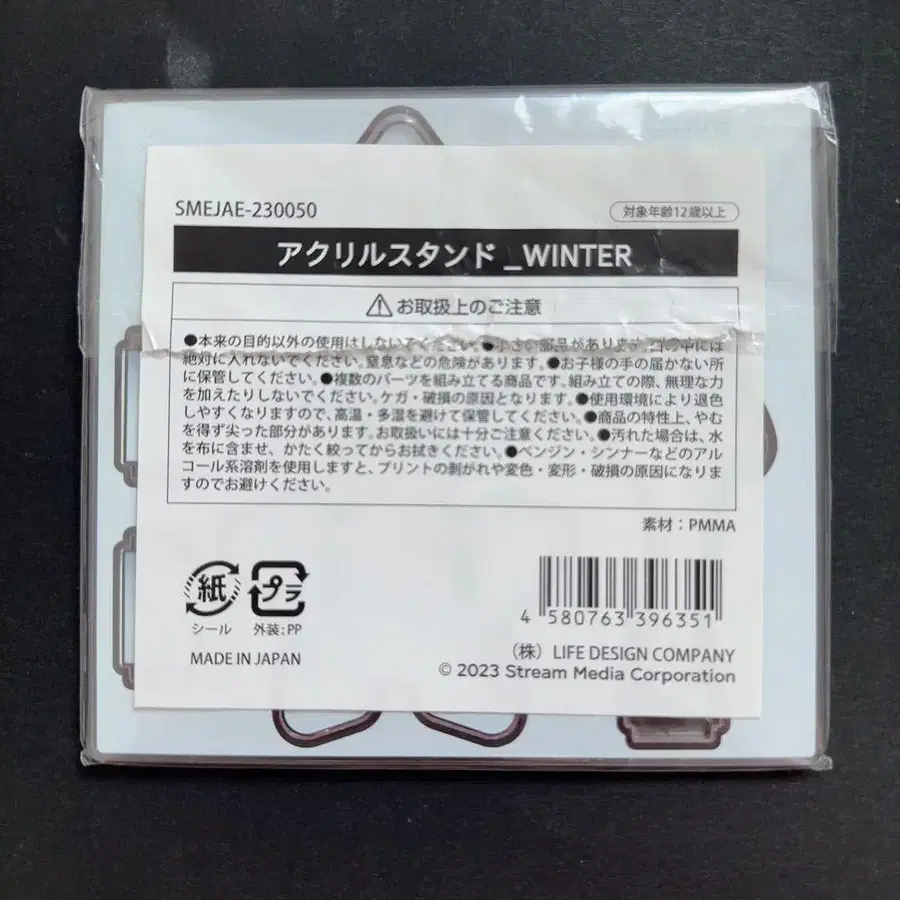 SMEJAE-230050
対象年齢12歳以上
アクリルスタンド _WINTER
⚠お取扱上のご注意
●本来の目的以外の使用はしないでください。●小さい部品があります。口の中には
絶対に入れないでください。窒息などの危険があります。●お子様の手の届かない所
に保管してください。●複数のパーツを組み立てる商品です。組み立ての際、無理な力
を加えたりしないでください。ケガ・破損の原因となります。●使用環境により退色
しやすくなりますので、高温・多湿を避けて保管してください。●商品の特性上、やむ
を得ず尖った部分があります。お取扱いには十分ご注意ください。●汚れた場合は、水
を布に含ませ、かたく絞ってからお拭きください。●ベンジン・シンナーなどのアル
コール系溶剤を使用しますと、プリントの剥がれや変色・変形・破損の原因になりま
すのでお避けください。
素材：PMMA
紙
プラ
シール
外装：PP
4 580763 396351
MADE IN JAPAN
（株） LIFE DESIGN COMPANY
© 2023 Stream Media Corporation